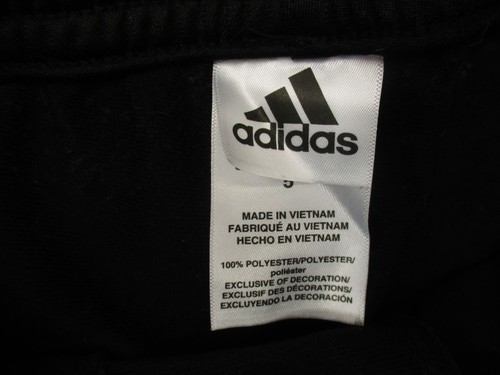 adidas
MADE IN VIETNAM
FABRIQUÉ AU VIETNAM
HECHO EN VIETNAM
100% POLYESTER/POLYESTER/
poliéster
EXCLUSIVE OF DECORATION/
EXCLUSIF DES DÉCORATIONS/
EXCLUYENDO LA DECORACIÓN